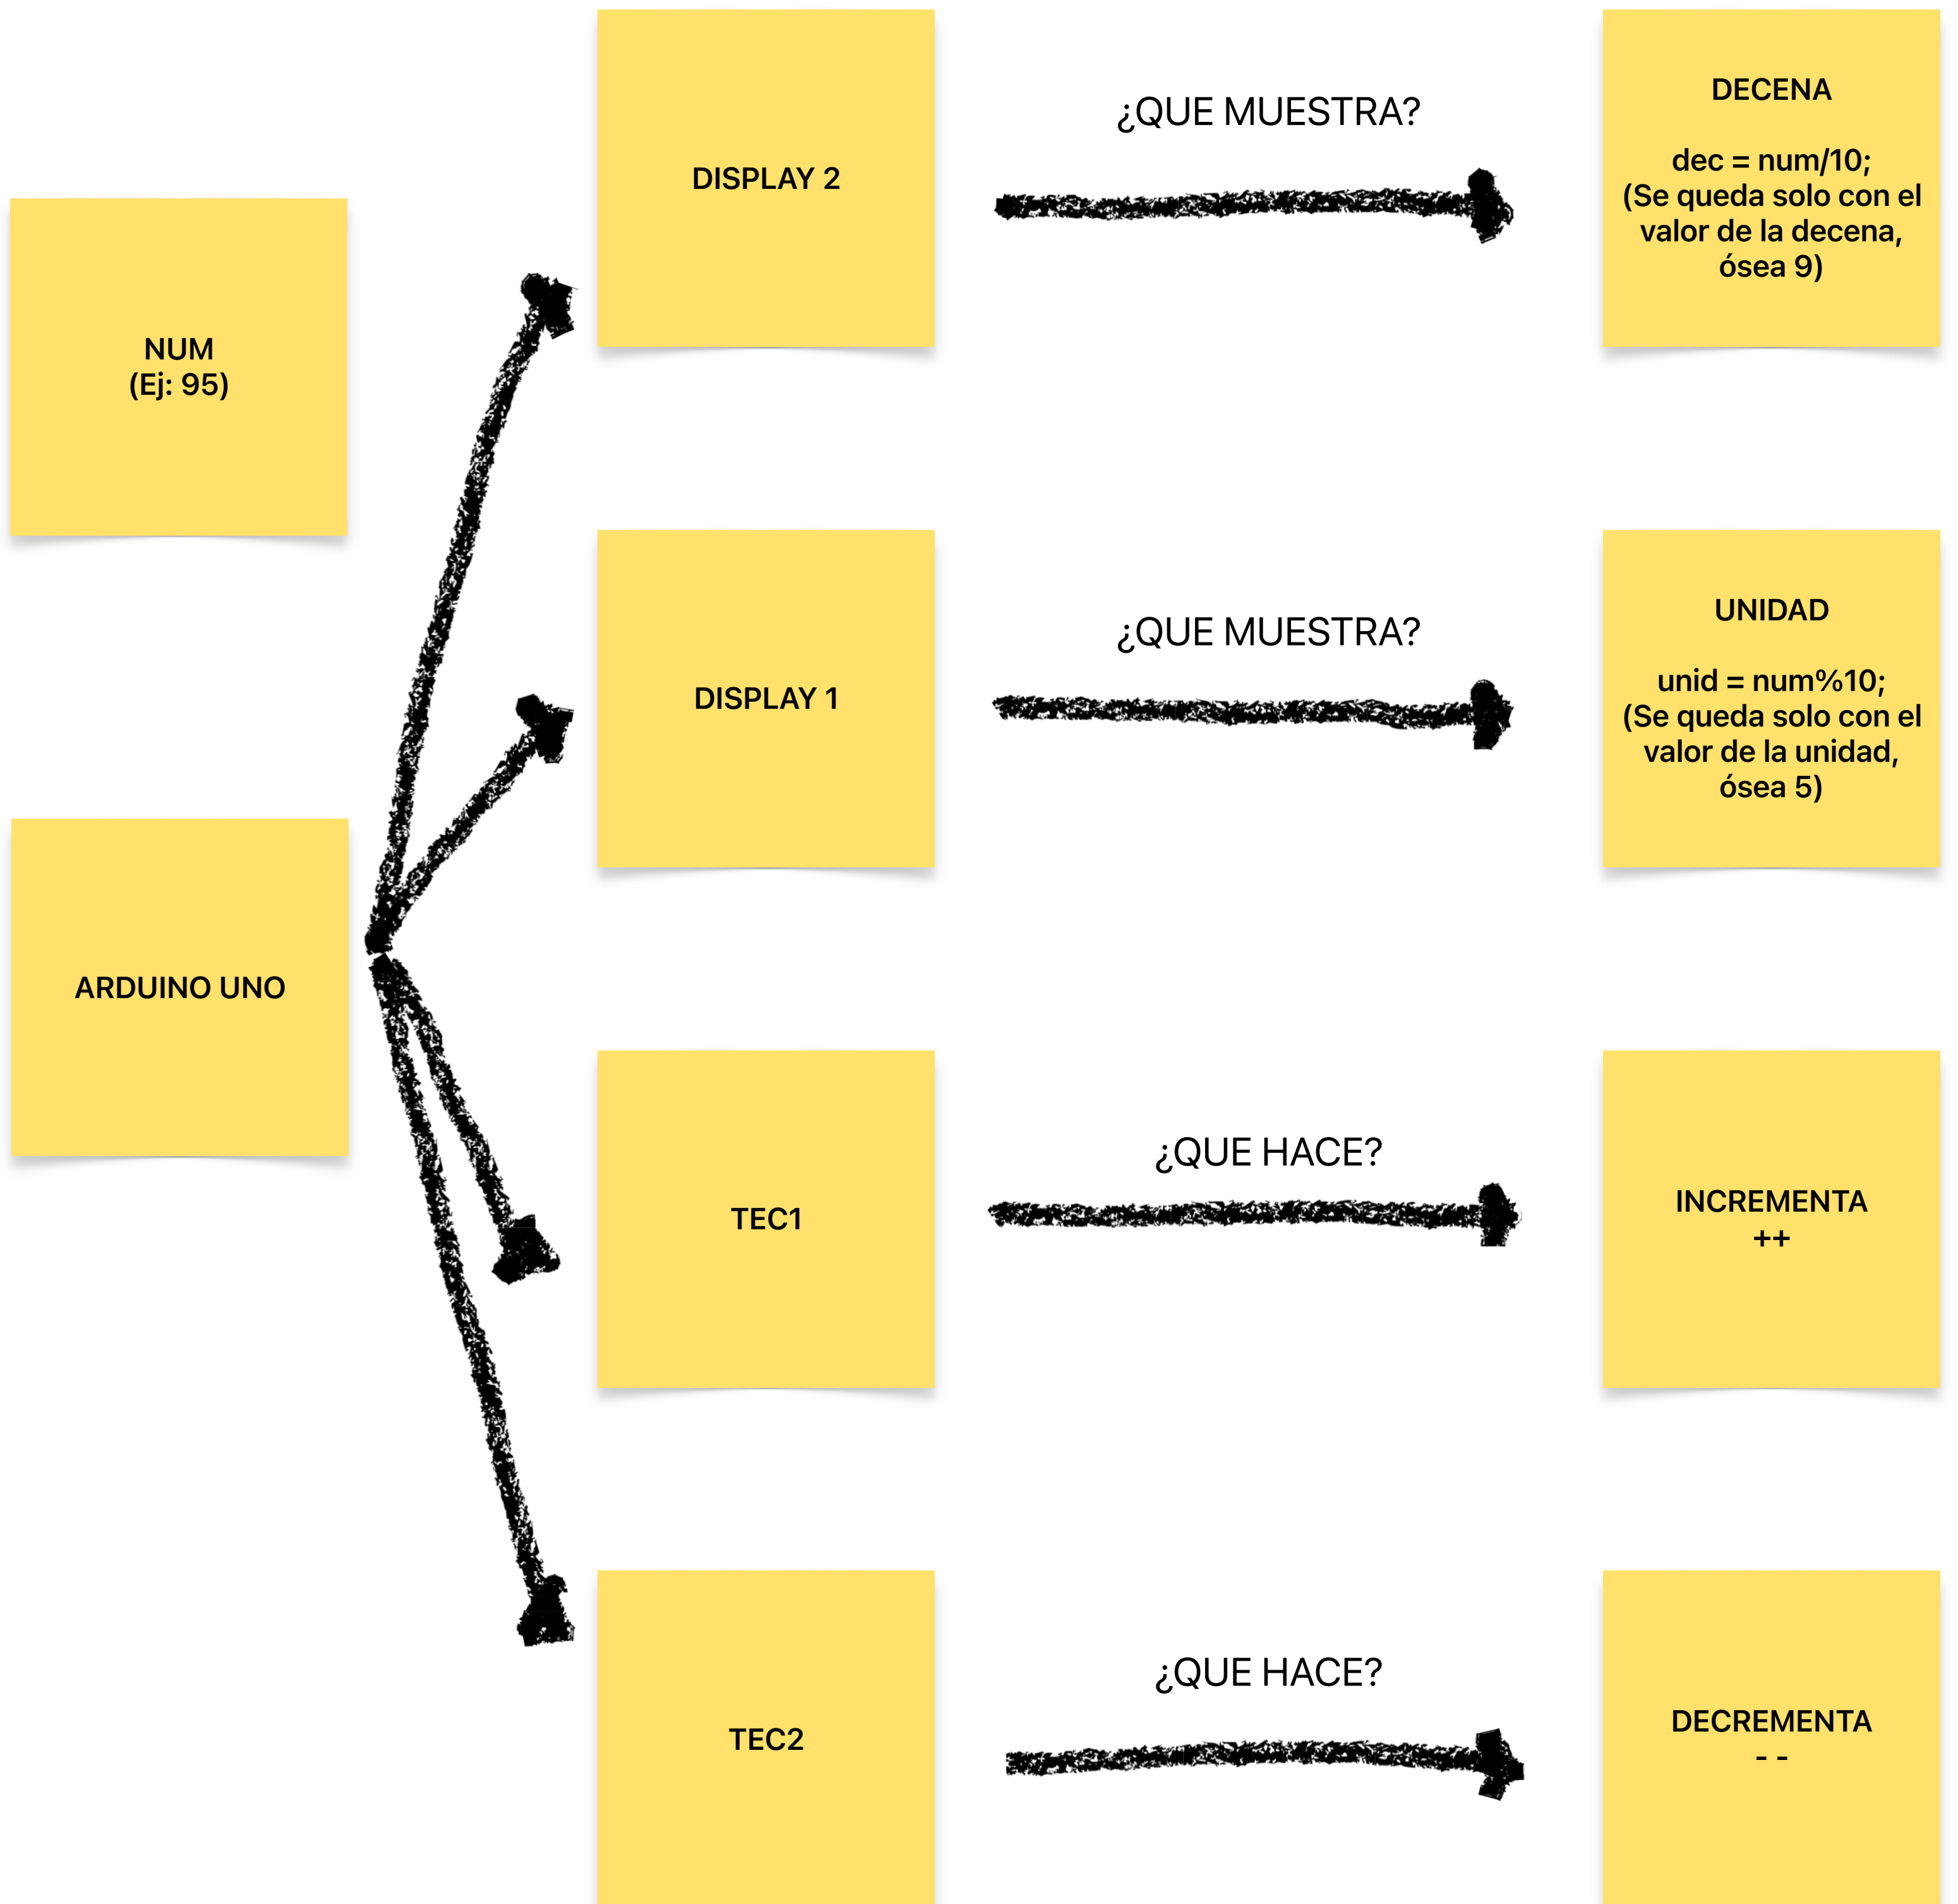 NUM
(Ej: 95)
ARDUINO UNO
DISPLAY 2
¿QUE MUESTRA?
DECENA
dec = num/10;
(Se queda solo con el
valor de la decena,
ósea 9)
DISPLAY 1
¿QUE MUESTRA?
UNIDAD
unid = num%10;
(Se queda solo con el
valor de la unidad,
ósea 5)
TEC1
¿QUE HACE?
INCREMENTA
++
TEC2
¿QUE HACE?
DECREMENTA
- -